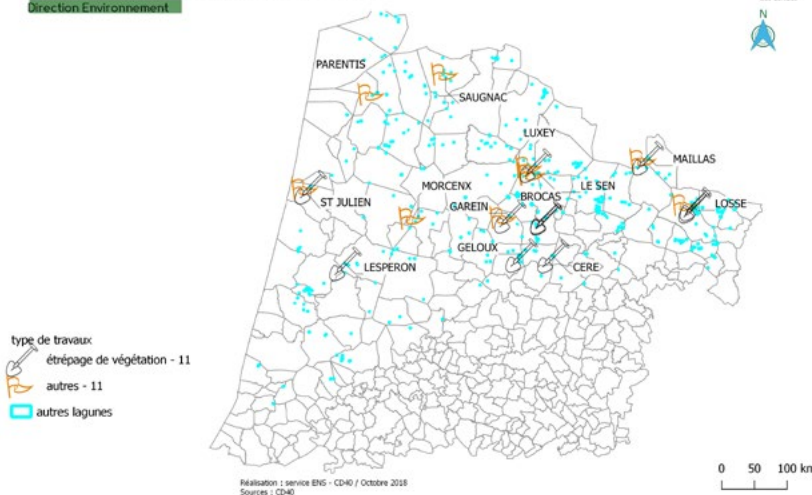 Direction Environnement
N
PARENTIS
SAUGNAC
LUXEY
MAILLAS
MORCENX
LE SEN
ST JULIEN
GAREIN
BROCAS
LOSSE
GELOUX
LESPERON
CERE
type de travaux
étrépage de végétation - 11
autres - 11
autres lagunes
Réalisation : service ENS - CD40 / Octobre 2018
Sources : CD40
0 50 100 km